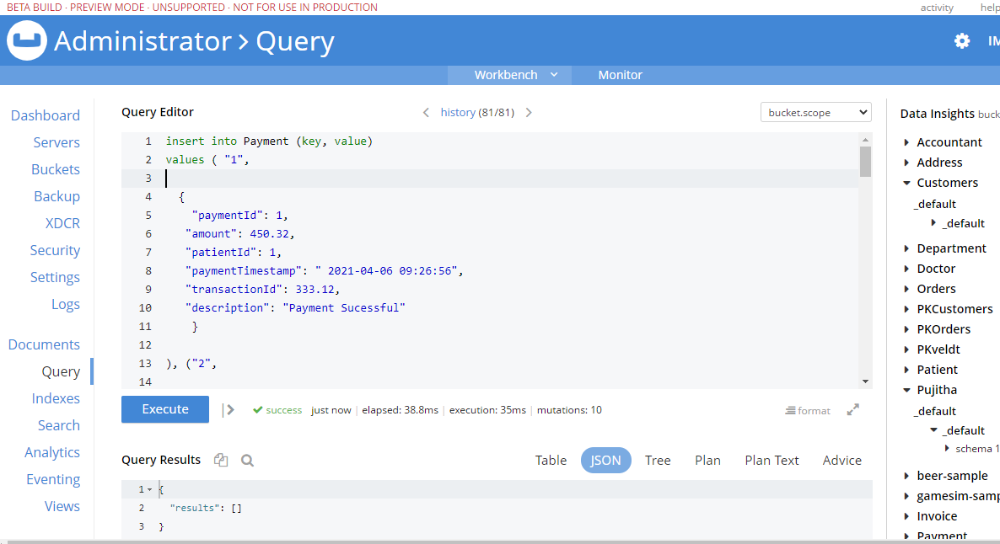 BETA BUILD · PREVIEW MODE · UNSUPPORTED · NOT FOR USE IN PRODUCTION
activity help
Administrator > Query
IM
Workbench Monitor
Dashboard
Servers
Buckets
Backup
XDCR
Security
Settings
Logs
Documents
Query
Indexes
Search
Analytics
Eventing
Views
Query Editor
history (81/81)
bucket.scope
1 insert into Payment (key, value)
2 values ( "1",
3
4 {
5 "paymentId": 1,
6 "amount": 450.32,
7 "patientId": 1,
8 "paymentTimestamp": " 2021-04-06 09:26:56",
9 "transactionId": 333.12,
10 "description": "Payment Sucessful"
11 }
12
13 ), ("2",
14
Execute
success just now | elapsed: 38.8ms | execution: 35ms | mutations: 10
format
Query Results
Table JSON Tree Plan Plan Text Advice
1 {
2 "results": []
3 }
Data Insights buck
Accountant
Address
Customers
_default
_default
Department
Doctor
Orders
PKCustomers
PKOrders
PKveldt
Patient
Pujitha
_default
_default
schema 1
beer-sample
gamesim-samp
Invoice
Payment